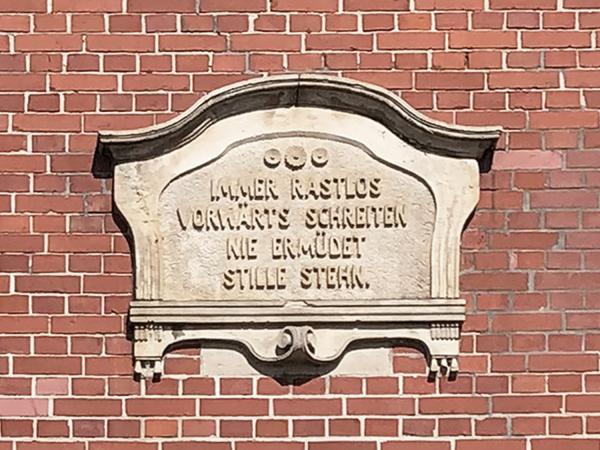 IMMER RASTLOS
VORWÄRTS SCHREITEN
NIE ERMÜDET
STILLE STEHN.